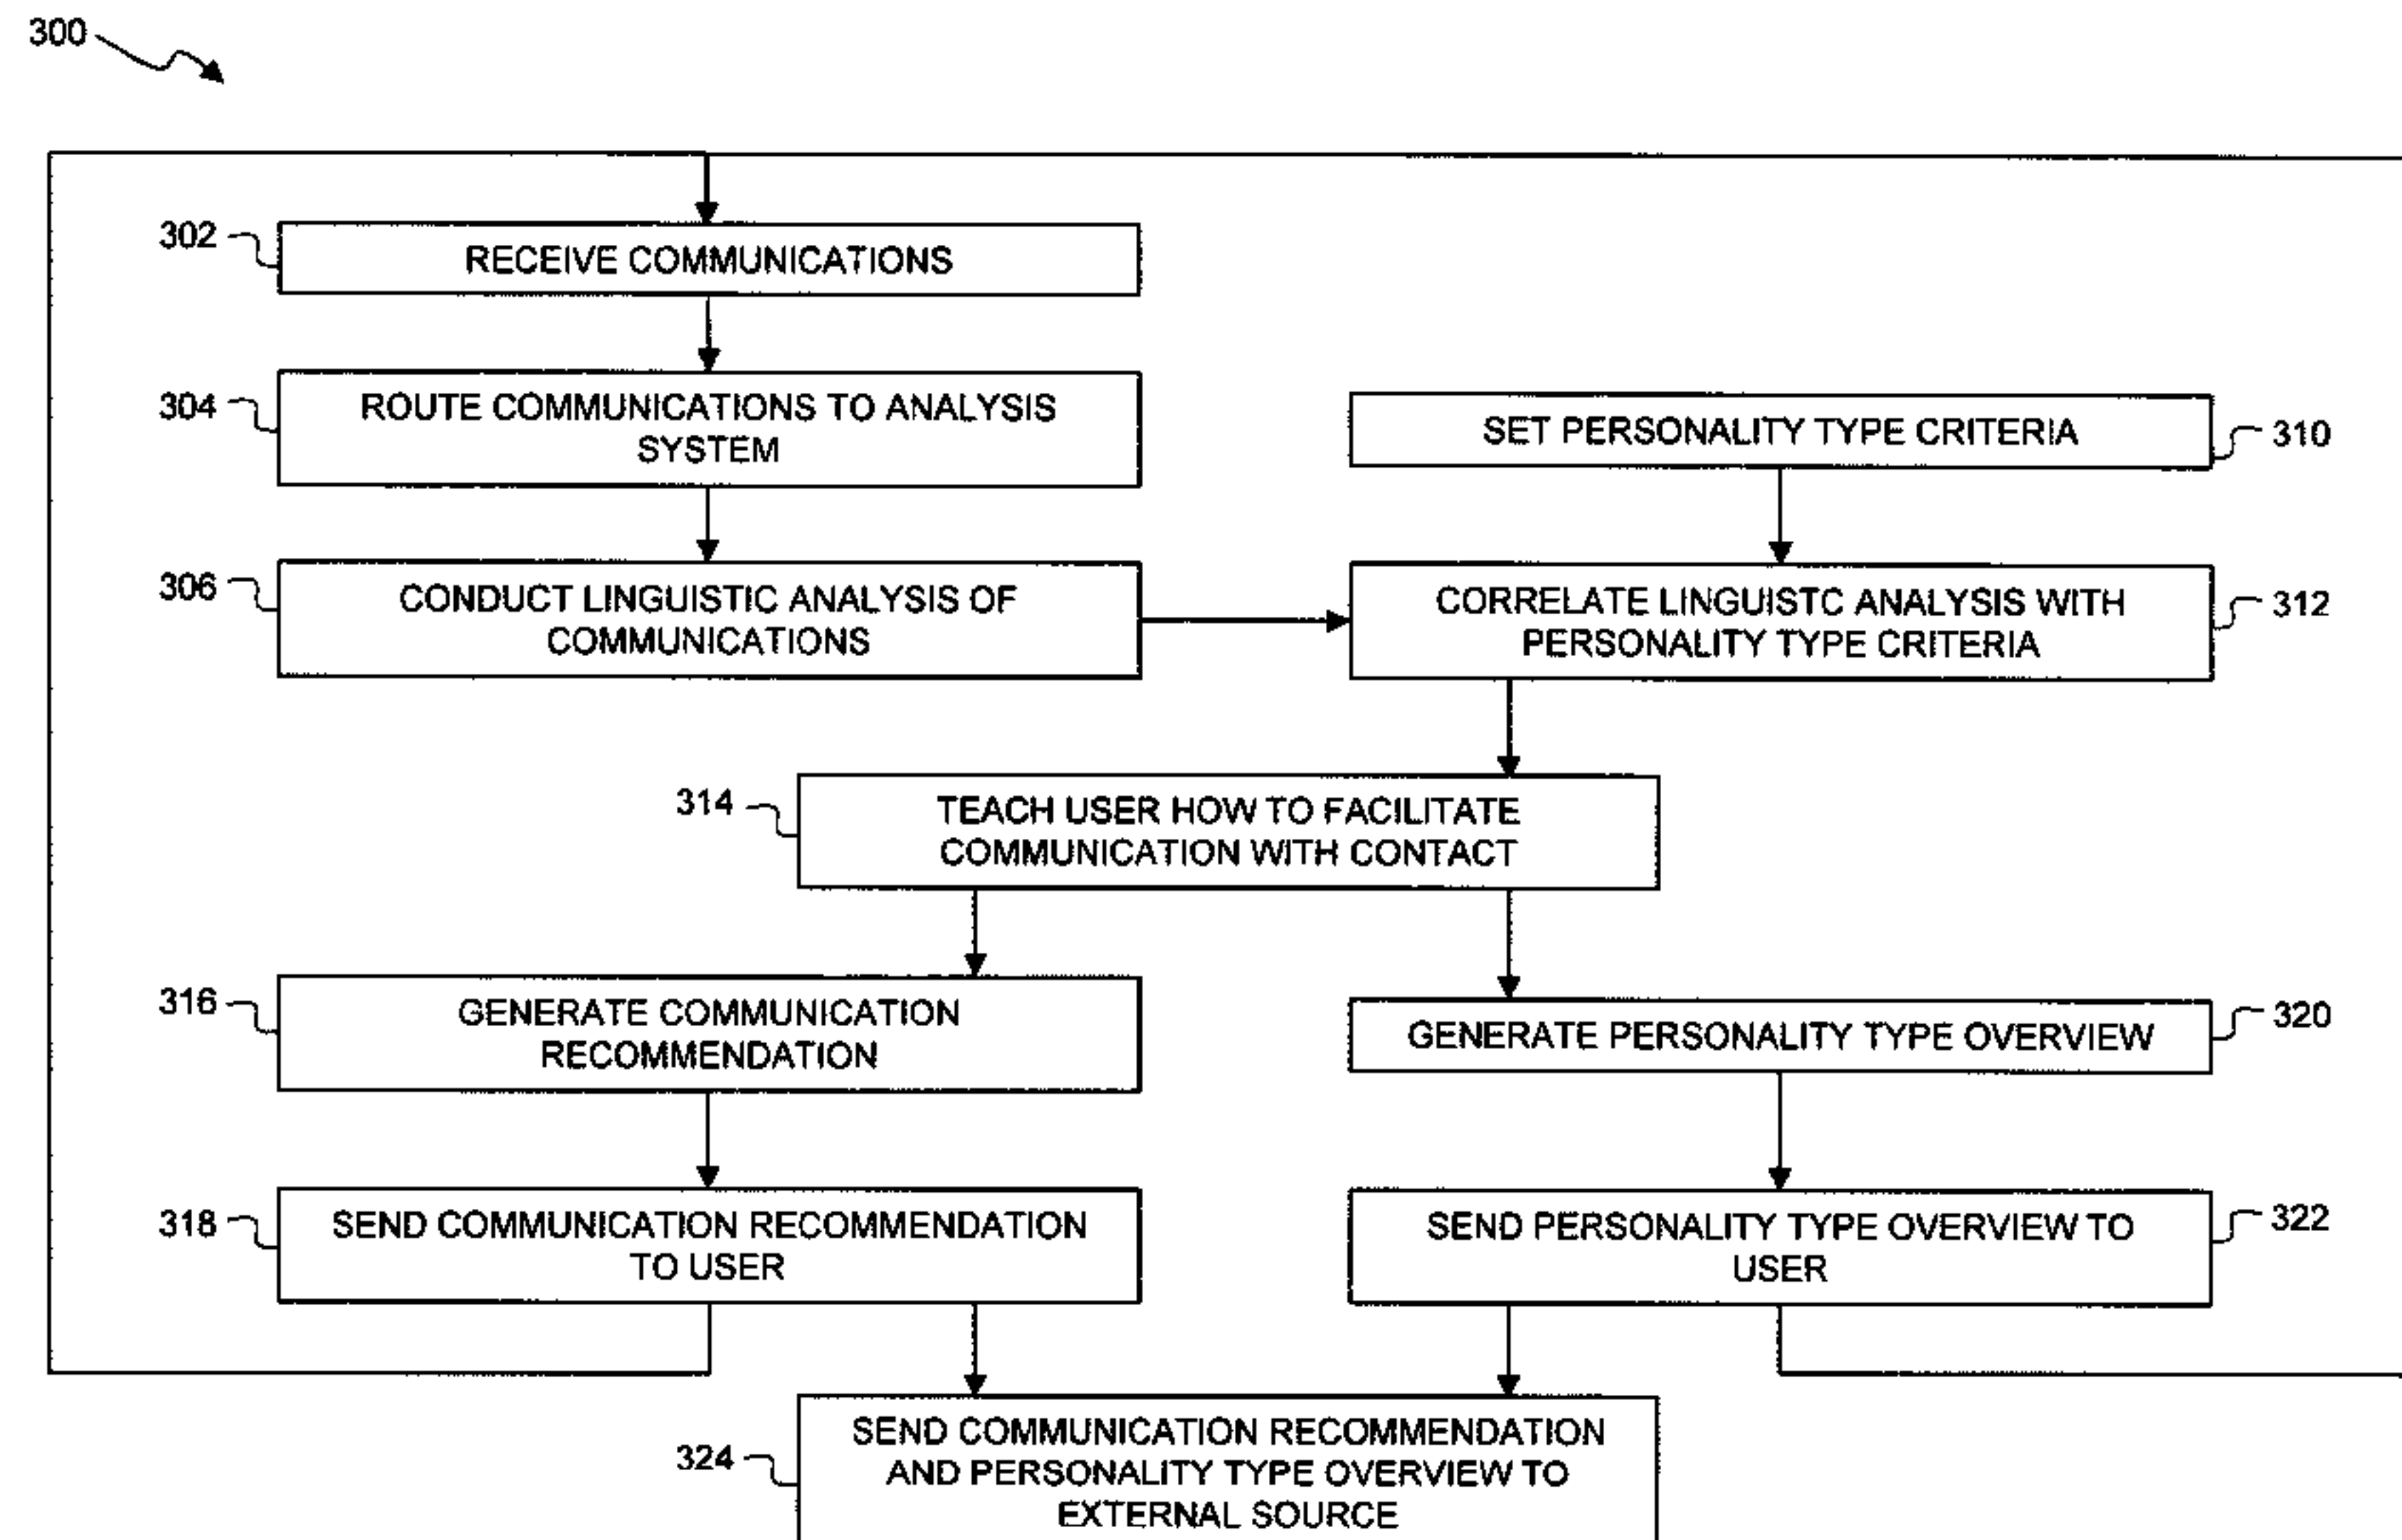 300
302
RECEIVE COMMUNICATIONS
304
ROUTE COMMUNICATIONS TO ANALYSIS
SYSTEM
SET PERSONALITY TYPE CRITERIA
310
306
CONDUCT LINGUISTIC ANALYSIS OF
COMMUNICATIONS
CORRELATE LINGUISTC ANALYSIS WITH
PERSONALITY TYPE CRITERIA
312
314
TEACH USER HOW TO FACILITATE
COMMUNICATION WITH CONTACT
316
GENERATE COMMUNICATION
RECOMMENDATION
GENERATE PERSONALITY TYPE OVERVIEW
320
318
SEND COMMUNICATION RECOMMENDATION
TO USER
SEND PERSONALITY TYPE OVERVIEW TO
USER
322
324
SEND COMMUNICATION RECOMMENDATION
AND PERSONALITY TYPE OVERVIEW TO
EXTERNAL SOURCE